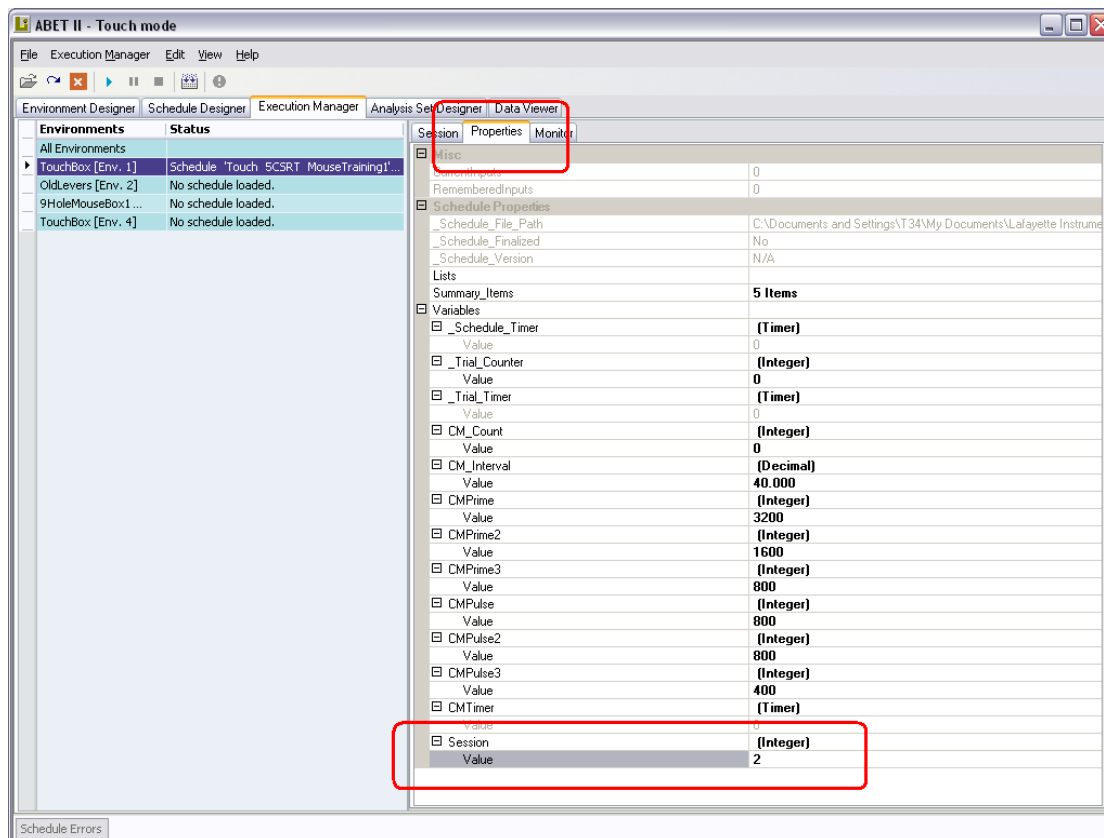 ABET II - Touch mode
File Execution Manager Edit View Help
Environment Designer Schedule Designer Execution Manager Analysis Set Designer Data Viewer
Environments Status
All Environments
TouchBox [Env. 1] Schedule 'Touch 5CSRT MouseTraining1'...
OldLevers [Env. 2] No schedule loaded.
9HoleMouseBox1 ... No schedule loaded.
TouchBox [Env. 4] No schedule loaded.
Session Properties Monitor
Misc
CurrentInputs 0
RememberedInputs 0
Schedule Properties
_Schedule_File_Path C:\Documents and Settings\T34\My Documents\Lafayette Instrume
_Schedule_Finalized No
_Schedule_Version N/A
Lists
Summary_Items 5 Items
Variables
_Schedule_Timer (Timer)
Value 0
_Trial_Counter (Integer)
Value 0
_Trial_Timer (Timer)
Value 0
CM_Count (Integer)
Value 0
CM_Interval (Decimal)
Value 40.000
CMPrime (Integer)
Value 3200
CMPrime2 (Integer)
Value 1600
CMPrime3 (Integer)
Value 800
CMPulse (Integer)
Value 800
CMPulse2 (Integer)
Value 800
CMPulse3 (Integer)
Value 400
CMTimer (Timer)
Value 0
Session (Integer)
Value 2
Schedule Errors